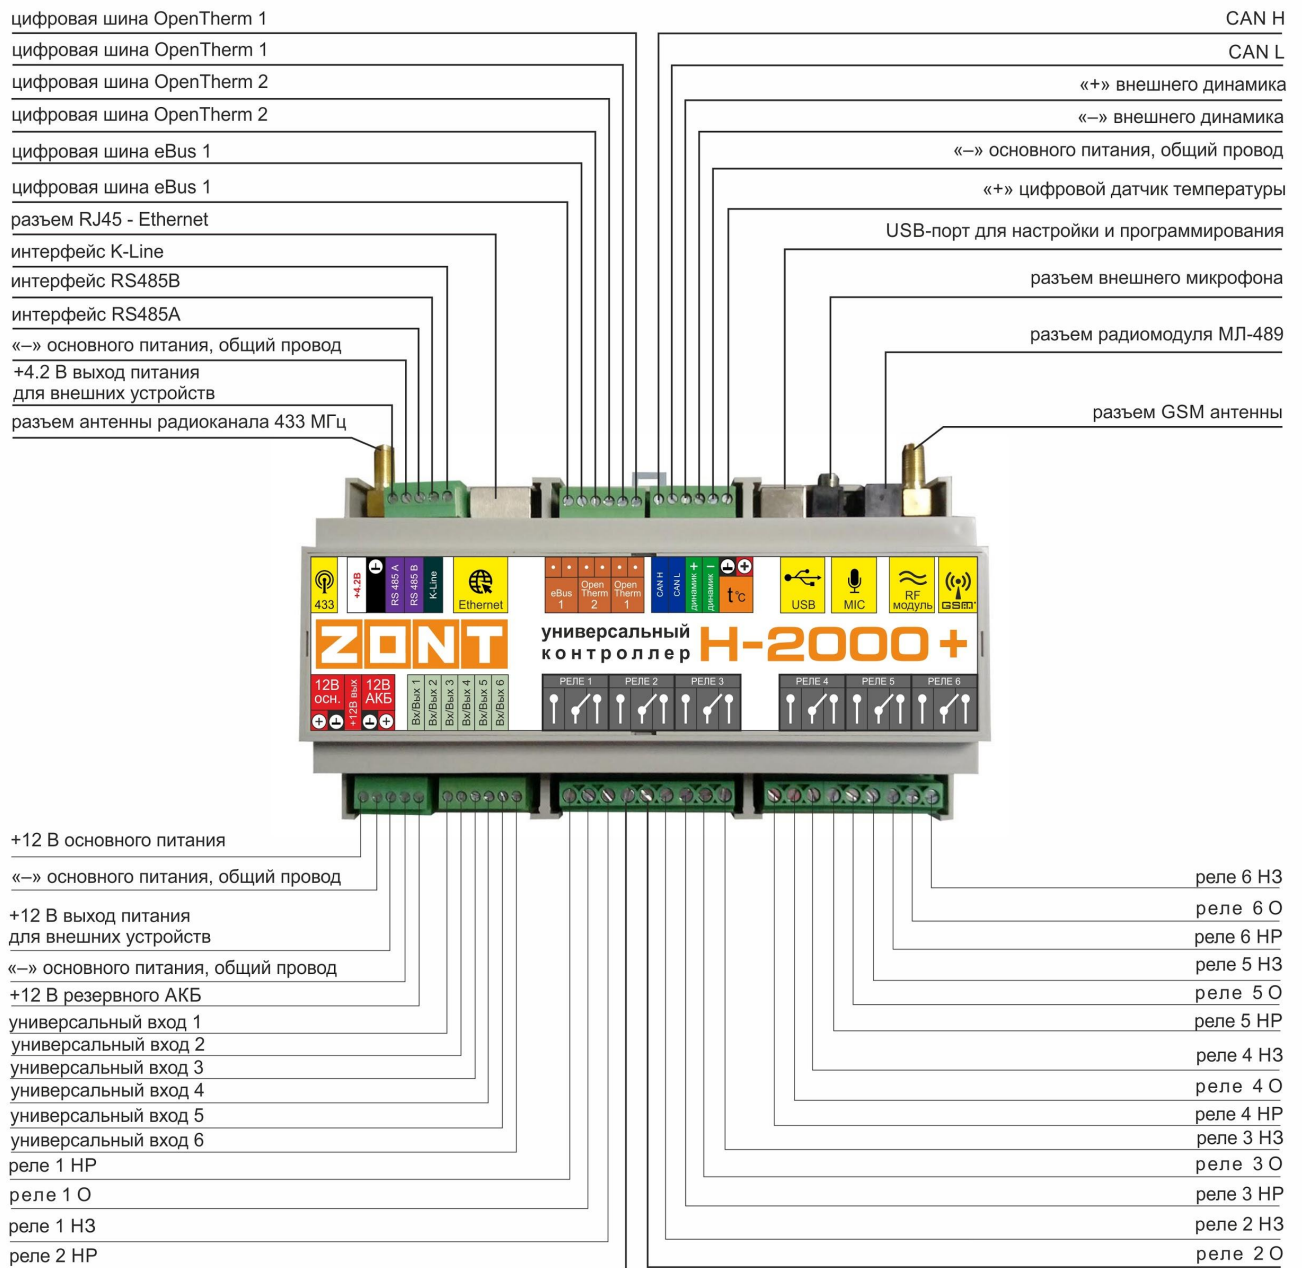 цифровая шина OpenTherm 1
цифровая шина OpenTherm 1
цифровая шина OpenTherm 2
цифровая шина OpenTherm 2
цифровая шина eBus 1
цифровая шина eBus 1
разъем RJ45 - Ethernet
интерфейс K-Line
интерфейс RS485B
интерфейс RS485A
«–» основного питания, общий провод
+4.2 В выход питания
для внешних устройств
разъем антенны радиоканала 433 МГц
CAN H
CAN L
«+» внешнего динамика
«–» внешнего динамика
«–» основного питания, общий провод
«+» цифровой датчик температуры
USB-порт для настройки и программирования
разъем внешнего микрофона
разъем радиомодуля МЛ-489
разъем GSM антенны
433
+4.2В
RS 485 A
RS 485 B
K-Line
Ethernet
eBus
1
Open
Therm
2
Open
Therm
1
CAN H
CAN L
динамик +
динамик –
t°C
USB
MIC
RF
модуль
GSM
ZONT
универсальный
контроллер
H-2000+
12В
осн.
+12В вых
12В
АКБ
Вх/Вых 1
Вх/Вых 2
Вх/Вых 3
Вх/Вых 4
Вх/Вых 5
Вх/Вых 6
РЕЛЕ 1
РЕЛЕ 2
РЕЛЕ 3
РЕЛЕ 4
РЕЛЕ 5
РЕЛЕ 6
+12 В основного питания
«–» основного питания, общий провод
+12 В выход питания
для внешних устройств
«–» основного питания, общий провод
+12 В резервного АКБ
универсальный вход 1
универсальный вход 2
универсальный вход 3
универсальный вход 4
универсальный вход 5
универсальный вход 6
реле 1 НР
реле 1 О
реле 1 НЗ
реле 2 НР
реле 6 НЗ
реле 6 О
реле 6 НР
реле 5 НЗ
реле 5 О
реле 5 НР
реле 4 НЗ
реле 4 О
реле 4 НР
реле 3 НЗ
реле 3 О
реле 3 НР
реле 2 НЗ
реле 2 О